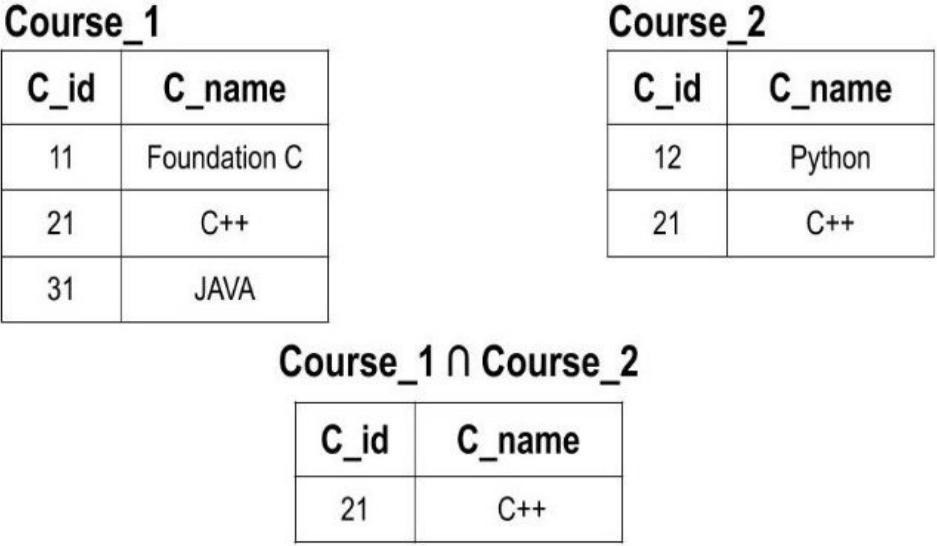 Course_1
C_id C_name
11 Foundation C
21 C++
31 JAVA
Course_2
C_id C_name
12 Python
21 C++
Course_1 ∩ Course_2
C_id C_name
21 C++